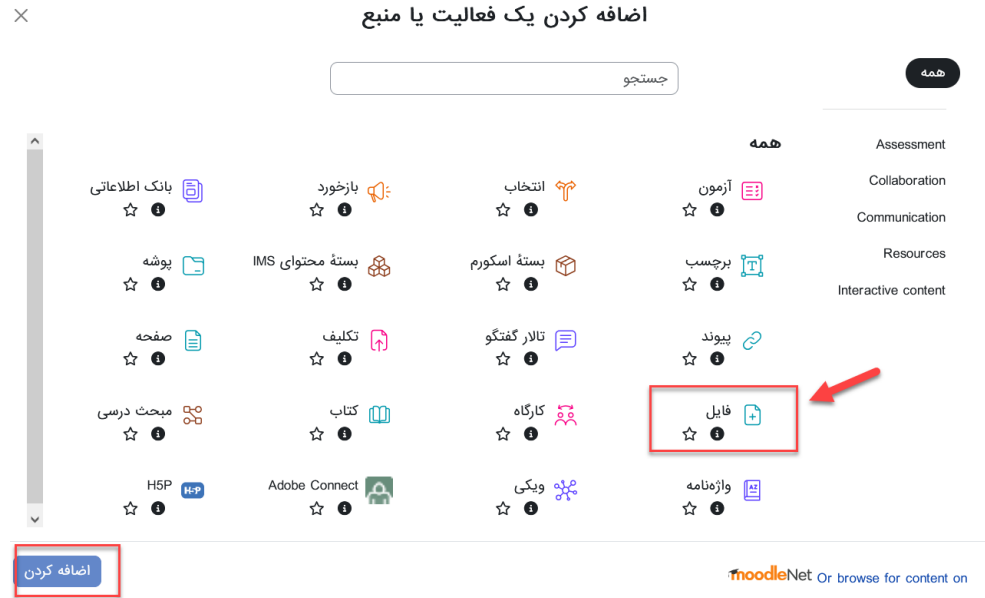 اضافه کردن یک فعالیت یا منبع
جستجو
همه
همه
Assessment
Collaboration
Communication
Resources
Interactive content
آزمون
انتخاب
بازخورد
بانک اطلاعاتی
برچسب
بستهٔ اسکورم
بستهٔ محتوای IMS
پوشه
پیوند
تالار گفتگو
تکلیف
صفحه
فایل
کارگاه
کتاب
مبحث درسی
واژه‌نامه
ویکی
Adobe Connect
H5P
H-P
اضافه کردن
moodleNet Or browse for content on